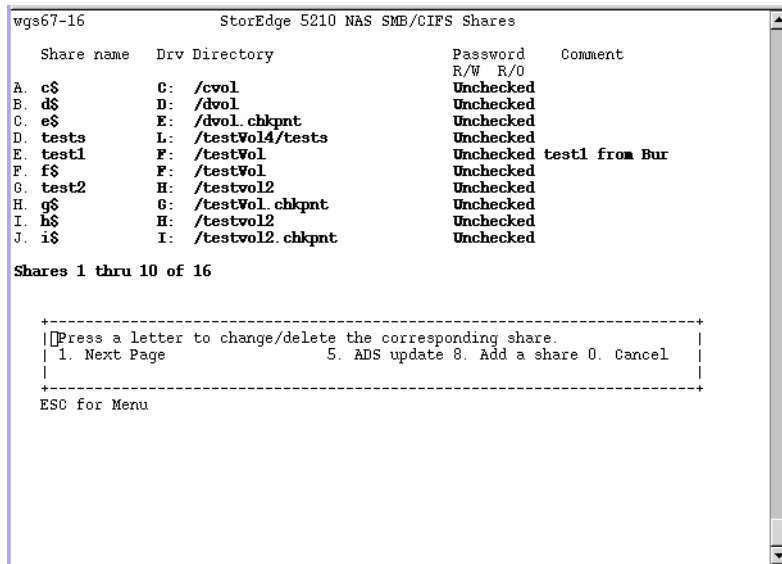 wgs67-16 StorEdge 5210 NAS SMB/CIFS Shares
Share name Drv Directory Password Comment
R/W R/O
A. c$ C: /cvol Unchecked
B. d$ D: /dvol Unchecked
C. e$ E: /dvol.chkpnt Unchecked
D. tests L: /testVol4/tests Unchecked
E. test1 F: /testVol Unchecked test1 from Bur
F. f$ F: /testVol Unchecked
G. test2 H: /testvol2 Unchecked
H. g$ G: /testVol.chkpnt Unchecked
I. h$ H: /testvol2 Unchecked
J. i$ I: /testvol2.chkpnt Unchecked
Shares 1 thru 10 of 16
Press a letter to change/delete the corresponding share.
1. Next Page 5. ADS update 8. Add a share 0. Cancel
ESC for Menu